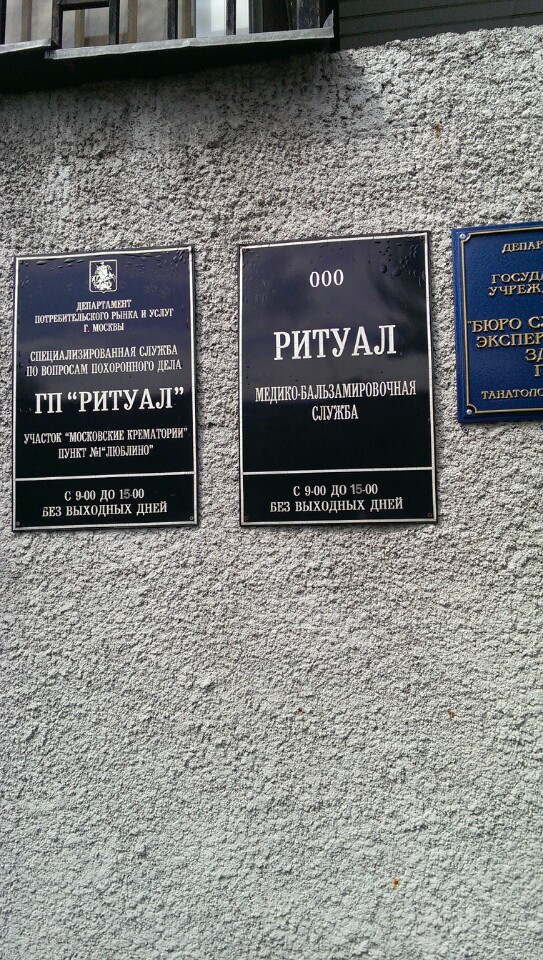 ДЕПАРТАМЕНТ
ПОТРЕБИТЕЛЬСКОГО РЫНКА И УСЛУГ
Г. МОСКВЫ
СПЕЦИАЛИЗИРОВАННАЯ СЛУЖБА
ПО ВОПРОСАМ ПОХОРОННОГО ДЕЛА
ГП "РИТУАЛ"
УЧАСТОК "МОСКОВСКИЕ КРЕМАТОРИИ"
ПУНКТ №1 "ЛЮБЛИНО"
С 9-00 ДО 15-00
БЕЗ ВЫХОДНЫХ ДНЕЙ
ООО
РИТУАЛ
МЕДИКО-БАЛЬЗАМИРОВОЧНАЯ
СЛУЖБА
С 9-00 ДО 15-00
БЕЗ ВЫХОДНЫХ ДНЕЙ
"БЮРО